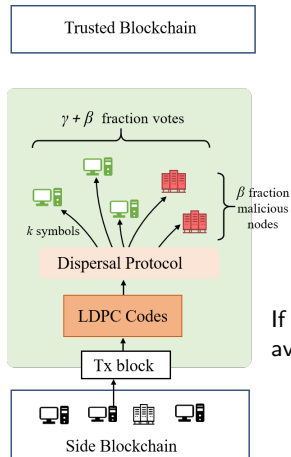 Trusted Blockchain
γ + β fraction votes
β fraction
malicious
nodes
k symbols
Dispersal Protocol
LDPC Codes
If
av
Tx block
Side Blockchain